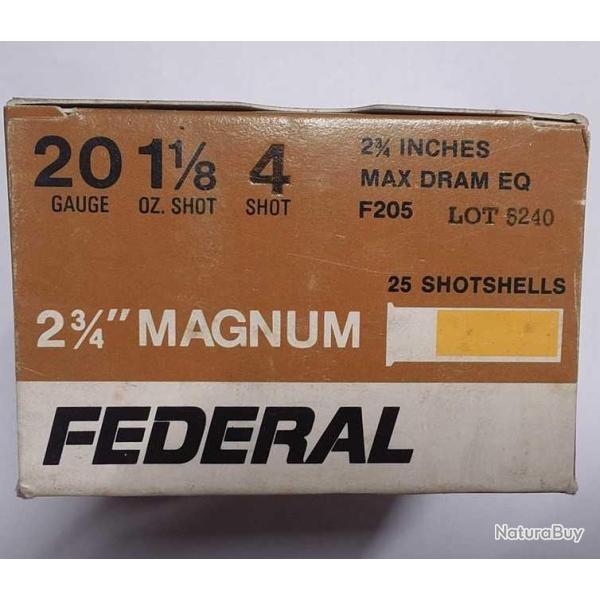 20 1⅛ 4
GAUGE OZ. SHOT SHOT
2¾ INCHES
MAX DRAM EQ
F205 LOT 5240
25 SHOTSHELLS
2¾" MAGNUM
FEDERAL
NaturaBuy